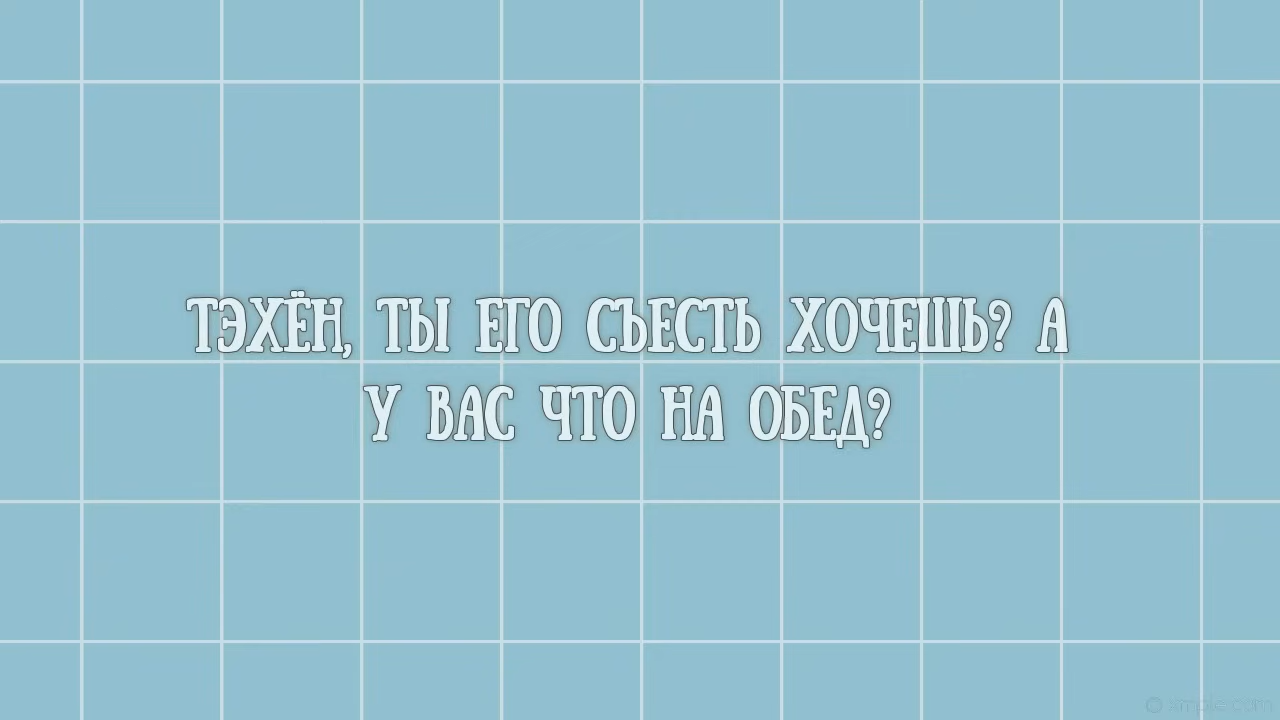 ТЭХЁН, ТЫ ЕГО СЪЕСТЬ ХОЧЕШЬ? А
У ВАС ЧТО НА ОБЕД?